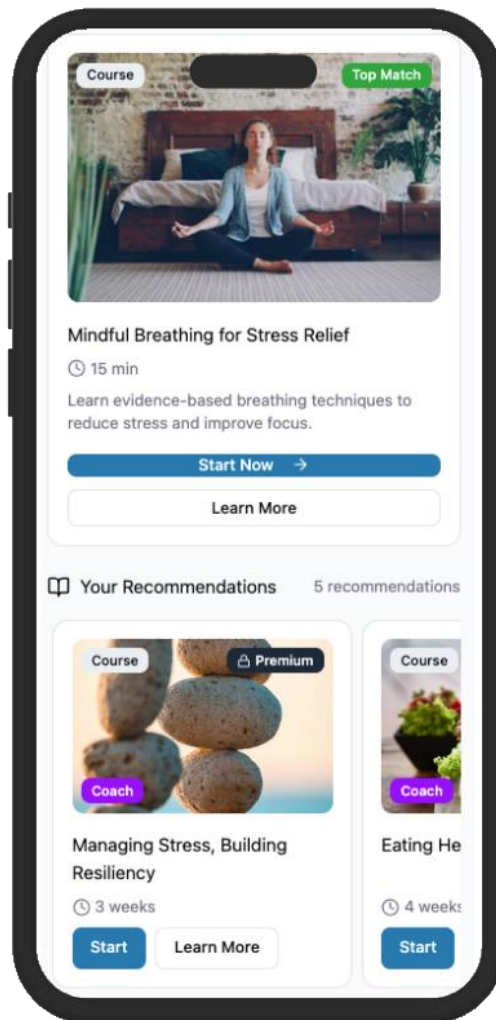 Course
Top Match
Mindful Breathing for Stress Relief
15 min
Learn evidence-based breathing techniques to
reduce stress and improve focus.
Start Now →
Learn More
Your Recommendations
5 recommendations
Course
Premium
Coach
Managing Stress, Building
Resiliency
3 weeks
Start
Learn More
Course
Coach
Eating He
4 weeks
Start